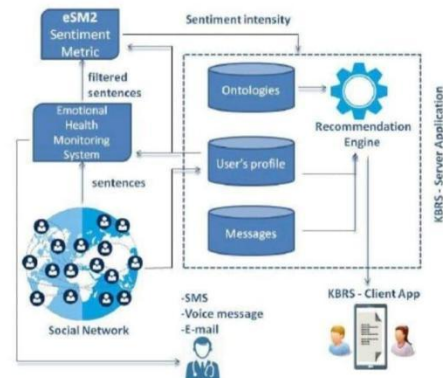 eSM2
Sentiment
Metric
Sentiment intensity
filtered
sentences
Emotional
Health
Monitoring
System
sentences
Ontologies
Recommendation
Engine
User's profile
Messages
KBRS - Server Application
Social Network
-SMS
-Voice message
-E-mail
KBRS - Client App